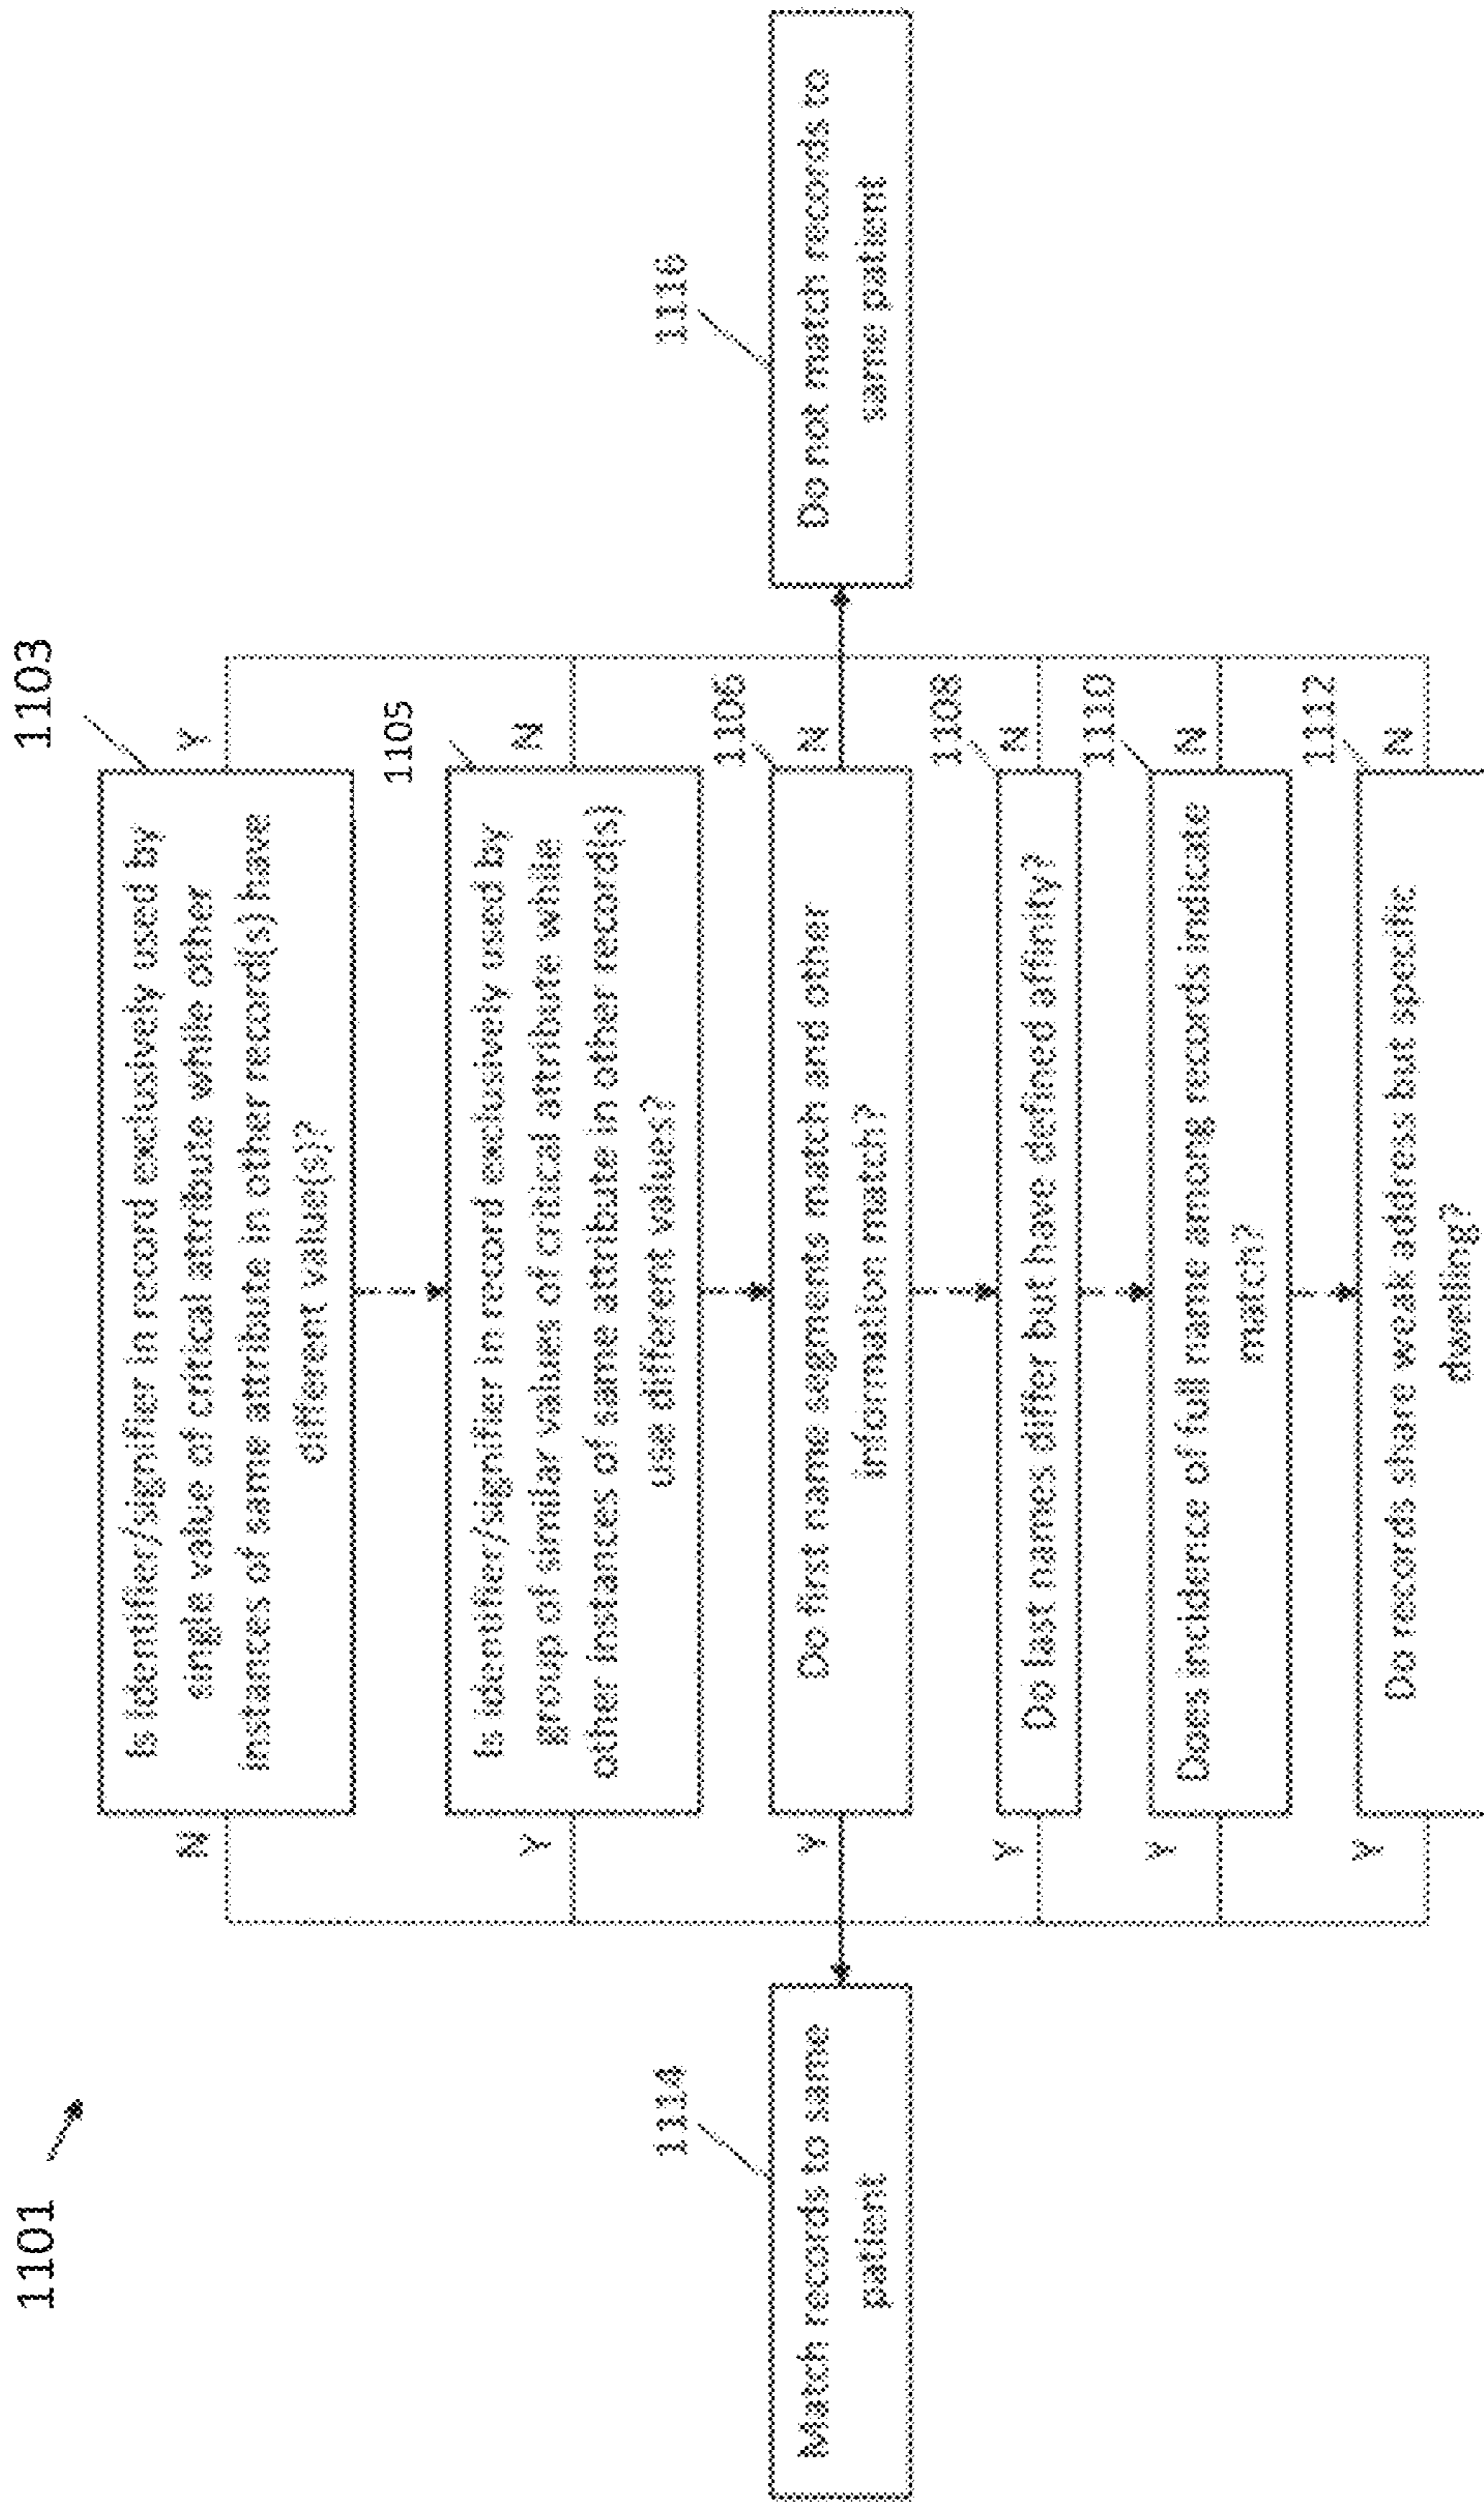 1101
1103
Is identifier/signifier in record exclusively used by
single value of critical attribute while other
instances of same attribute in other record(s) have
different value(s)?
N
Y
1105
Is identifier/signifier in record exclusively used by
group of similar values of critical attribute while
other instances of same attribute in other record(s)
use different values?
Y
N
1114
Match records to same
patient
1106
Do first name segments match and other
information match?
Y
N
1116
Do not match records to
same patient
1108
Do last names differ but have defined affinity?
Y
N
1110
Does incidence of full name among records indicate
match?
Y
N
1112
Do records share weak address but specific
dwelling?
Y
N